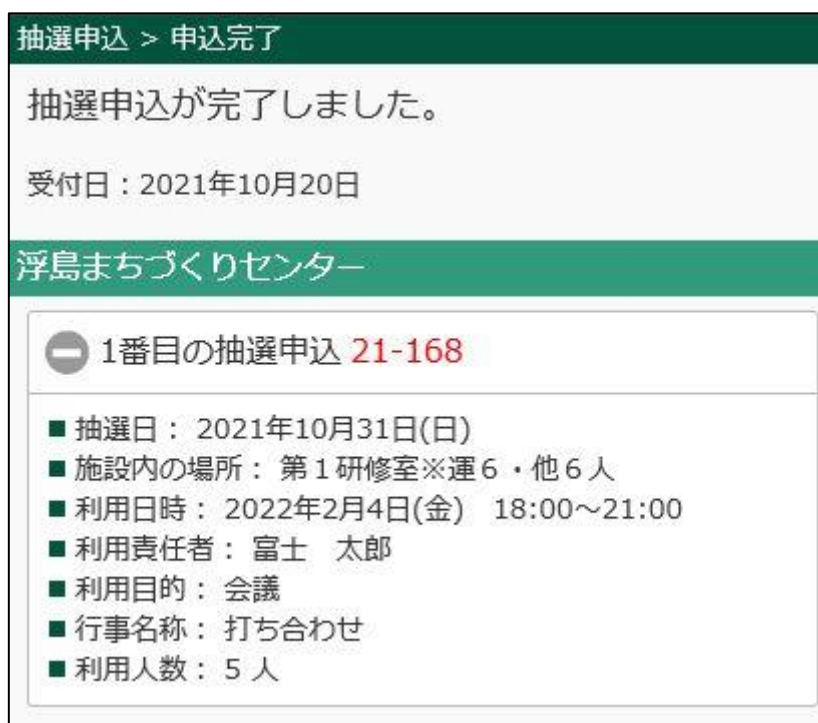 抽選申込 > 申込完了
抽選申込が完了しました。
受付日：2021年10月20日
浮島まちづくりセンター
1番目の抽選申込 21-168
■ 抽選日： 2021年10月31日(日)
■ 施設内の場所： 第１研修室※運６・他６人
■ 利用日時： 2022年2月4日(金)　18:00～21:00
■ 利用責任者： 富士　太郎
■ 利用目的： 会議
■ 行事名称： 打ち合わせ
■ 利用人数： 5 人